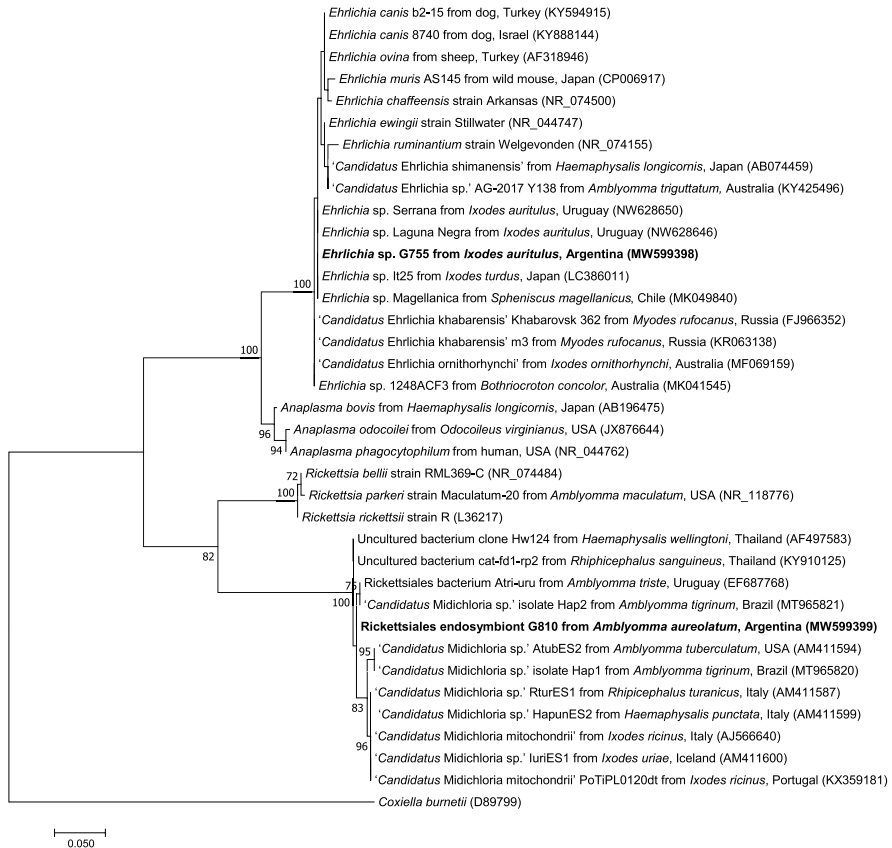 Ehrlichia canis b2-15 from dog, Turkey (KY594915)
Ehrlichia canis 8740 from dog, Israel (KY888144)
Ehrlichia ovina from sheep, Turkey (AF318946)
Ehrlichia muris AS145 from wild mouse, Japan (CP006917)
Ehrlichia chaffeensis strain Arkansas (NR_074500)
Ehrlichia ewingii strain Stillwater (NR_044747)
Ehrlichia ruminantium strain Welgevonden (NR_074155)
‘Candidatus Ehrlichia shimanensis’ from Haemaphysalis longicornis, Japan (AB074459)
‘Candidatus Ehrlichia sp.’ AG-2017 Y138 from Amblyomma triguttatum, Australia (KY425496)
Ehrlichia sp. Serrana from Ixodes auritulus, Uruguay (NW628650)
Ehrlichia sp. Laguna Negra from Ixodes auritulus, Uruguay (NW628646)
Ehrlichia sp. G755 from Ixodes auritulus, Argentina (MW599398)
Ehrlichia sp. It25 from Ixodes turdus, Japan (LC386011)
100
Ehrlichia sp. Magellanica from Spheniscus magellanicus, Chile (MK049840)
‘Candidatus Ehrlichia khabarensis’ Khabarovsk 362 from Myodes rufocanus, Russia (FJ966352)
‘Candidatus Ehrlichia khabarensis’ m3 from Myodes rufocanus, Russia (KR063138)
100
‘Candidatus Ehrlichia ornithorhynchi’ from Ixodes ornithorhynchi, Australia (MF069159)
Ehrlichia sp. 1248ACF3 from Bothriocroton concolor, Australia (MK041545)
Anaplasma bovis from Haemaphysalis longicornis, Japan (AB196475)
96
Anaplasma odocoilei from Odocoileus virginianus, USA (JX876644)
94
Anaplasma phagocytophilum from human, USA (NR_044762)
72
Rickettsia bellii strain RML369-C (NR_074484)
100
Rickettsia parkeri strain Maculatum-20 from Amblyomma maculatum, USA (NR_118776)
Rickettsia rickettsii strain R (L36217)
82
Uncultured bacterium clone Hw124 from Haemaphysalis wellingtoni, Thailand (AF497583)
Uncultured bacterium cat-fd1-rp2 from Rhiphicephalus sanguineus, Thailand (KY910125)
Rickettsiales bacterium Atri-uru from Amblyomma triste, Uruguay (EF687768)
100
‘Candidatus Midichloria sp.’ isolate Hap2 from Amblyomma tigrinum, Brazil (MT965821)
Rickettsiales endosymbiont G810 from Amblyomma aureolatum, Argentina (MW599399)
95
‘Candidatus Midichloria sp.’ AtubES2 from Amblyomma tuberculatum, USA (AM411594)
‘Candidatus Midichloria sp.’ isolate Hap1 from Amblyomma tigrinum, Brazil (MT965820)
‘Candidatus Midichloria sp.’ RturES1 from Rhipicephalus turanicus, Italy (AM411587)
83
‘Candidatus Midichloria sp.’ HapunES2 from Haemaphysalis punctata, Italy (AM411599)
‘Candidatus Midichloria mitochondrii’ from Ixodes ricinus, Italy (AJ566640)
96
‘Candidatus Midichloria sp.’ IuriES1 from Ixodes uriae, Iceland (AM411600)
‘Candidatus Midichloria mitochondrii’ PoTiPL0120dt from Ixodes ricinus, Portugal (KX359181)
Coxiella burnetii (D89799)
0.050